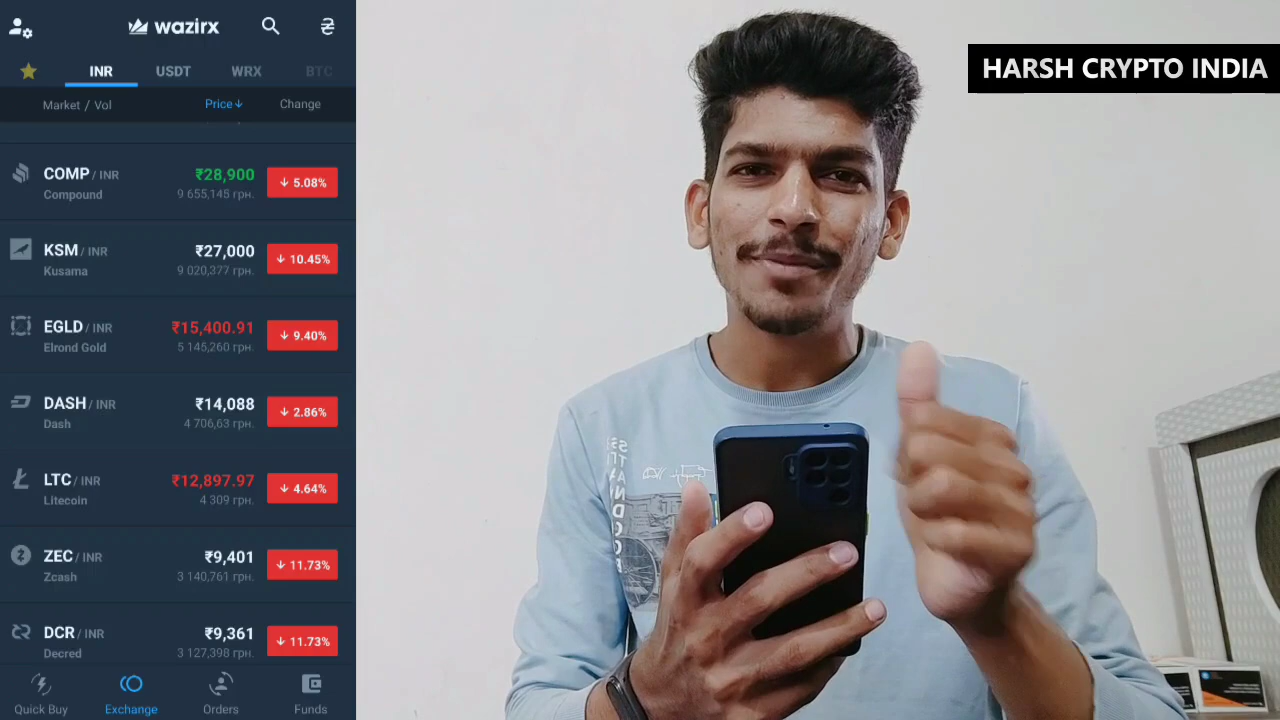 wazirx
INR USDT WRX BTC
Market / Vol Price↓ Change
COMP / INR ₹28,900 ↓ 5.08%
Compound 9 655,145 грн.
KSM / INR ₹27,000 ↓ 10.45%
Kusama 9 020,377 грн.
EGLD / INR ₹15,400.91 ↓ 9.40%
Elrond Gold 5 145,260 грн.
DASH / INR ₹14,088 ↓ 2.86%
Dash 4 706,63 грн.
LTC / INR ₹12,897.97 ↓ 4.64%
Litecoin 4 309 грн.
ZEC / INR ₹9,401 ↓ 11.73%
Zcash 3 140,761 грн.
DCR / INR ₹9,361 ↓ 11.73%
Decred 3 127,398 грн.
Quick Buy Exchange Orders Funds
HARSH CRYPTO INDIA